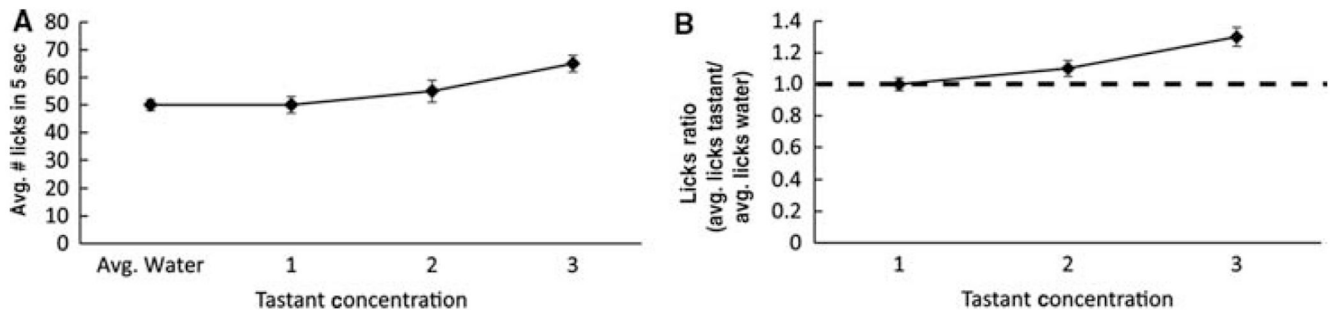 A
Avg. # licks in 5 sec
80
70
60
50
40
30
20
10
0
Avg. Water 1 2 3
Tastant concentration
B
Licks ratio
(avg. licks tastant/
avg. licks water)
1.4
1.2
1.0
0.8
0.6
0.4
0.2
0
1 2 3
Tastant concentration